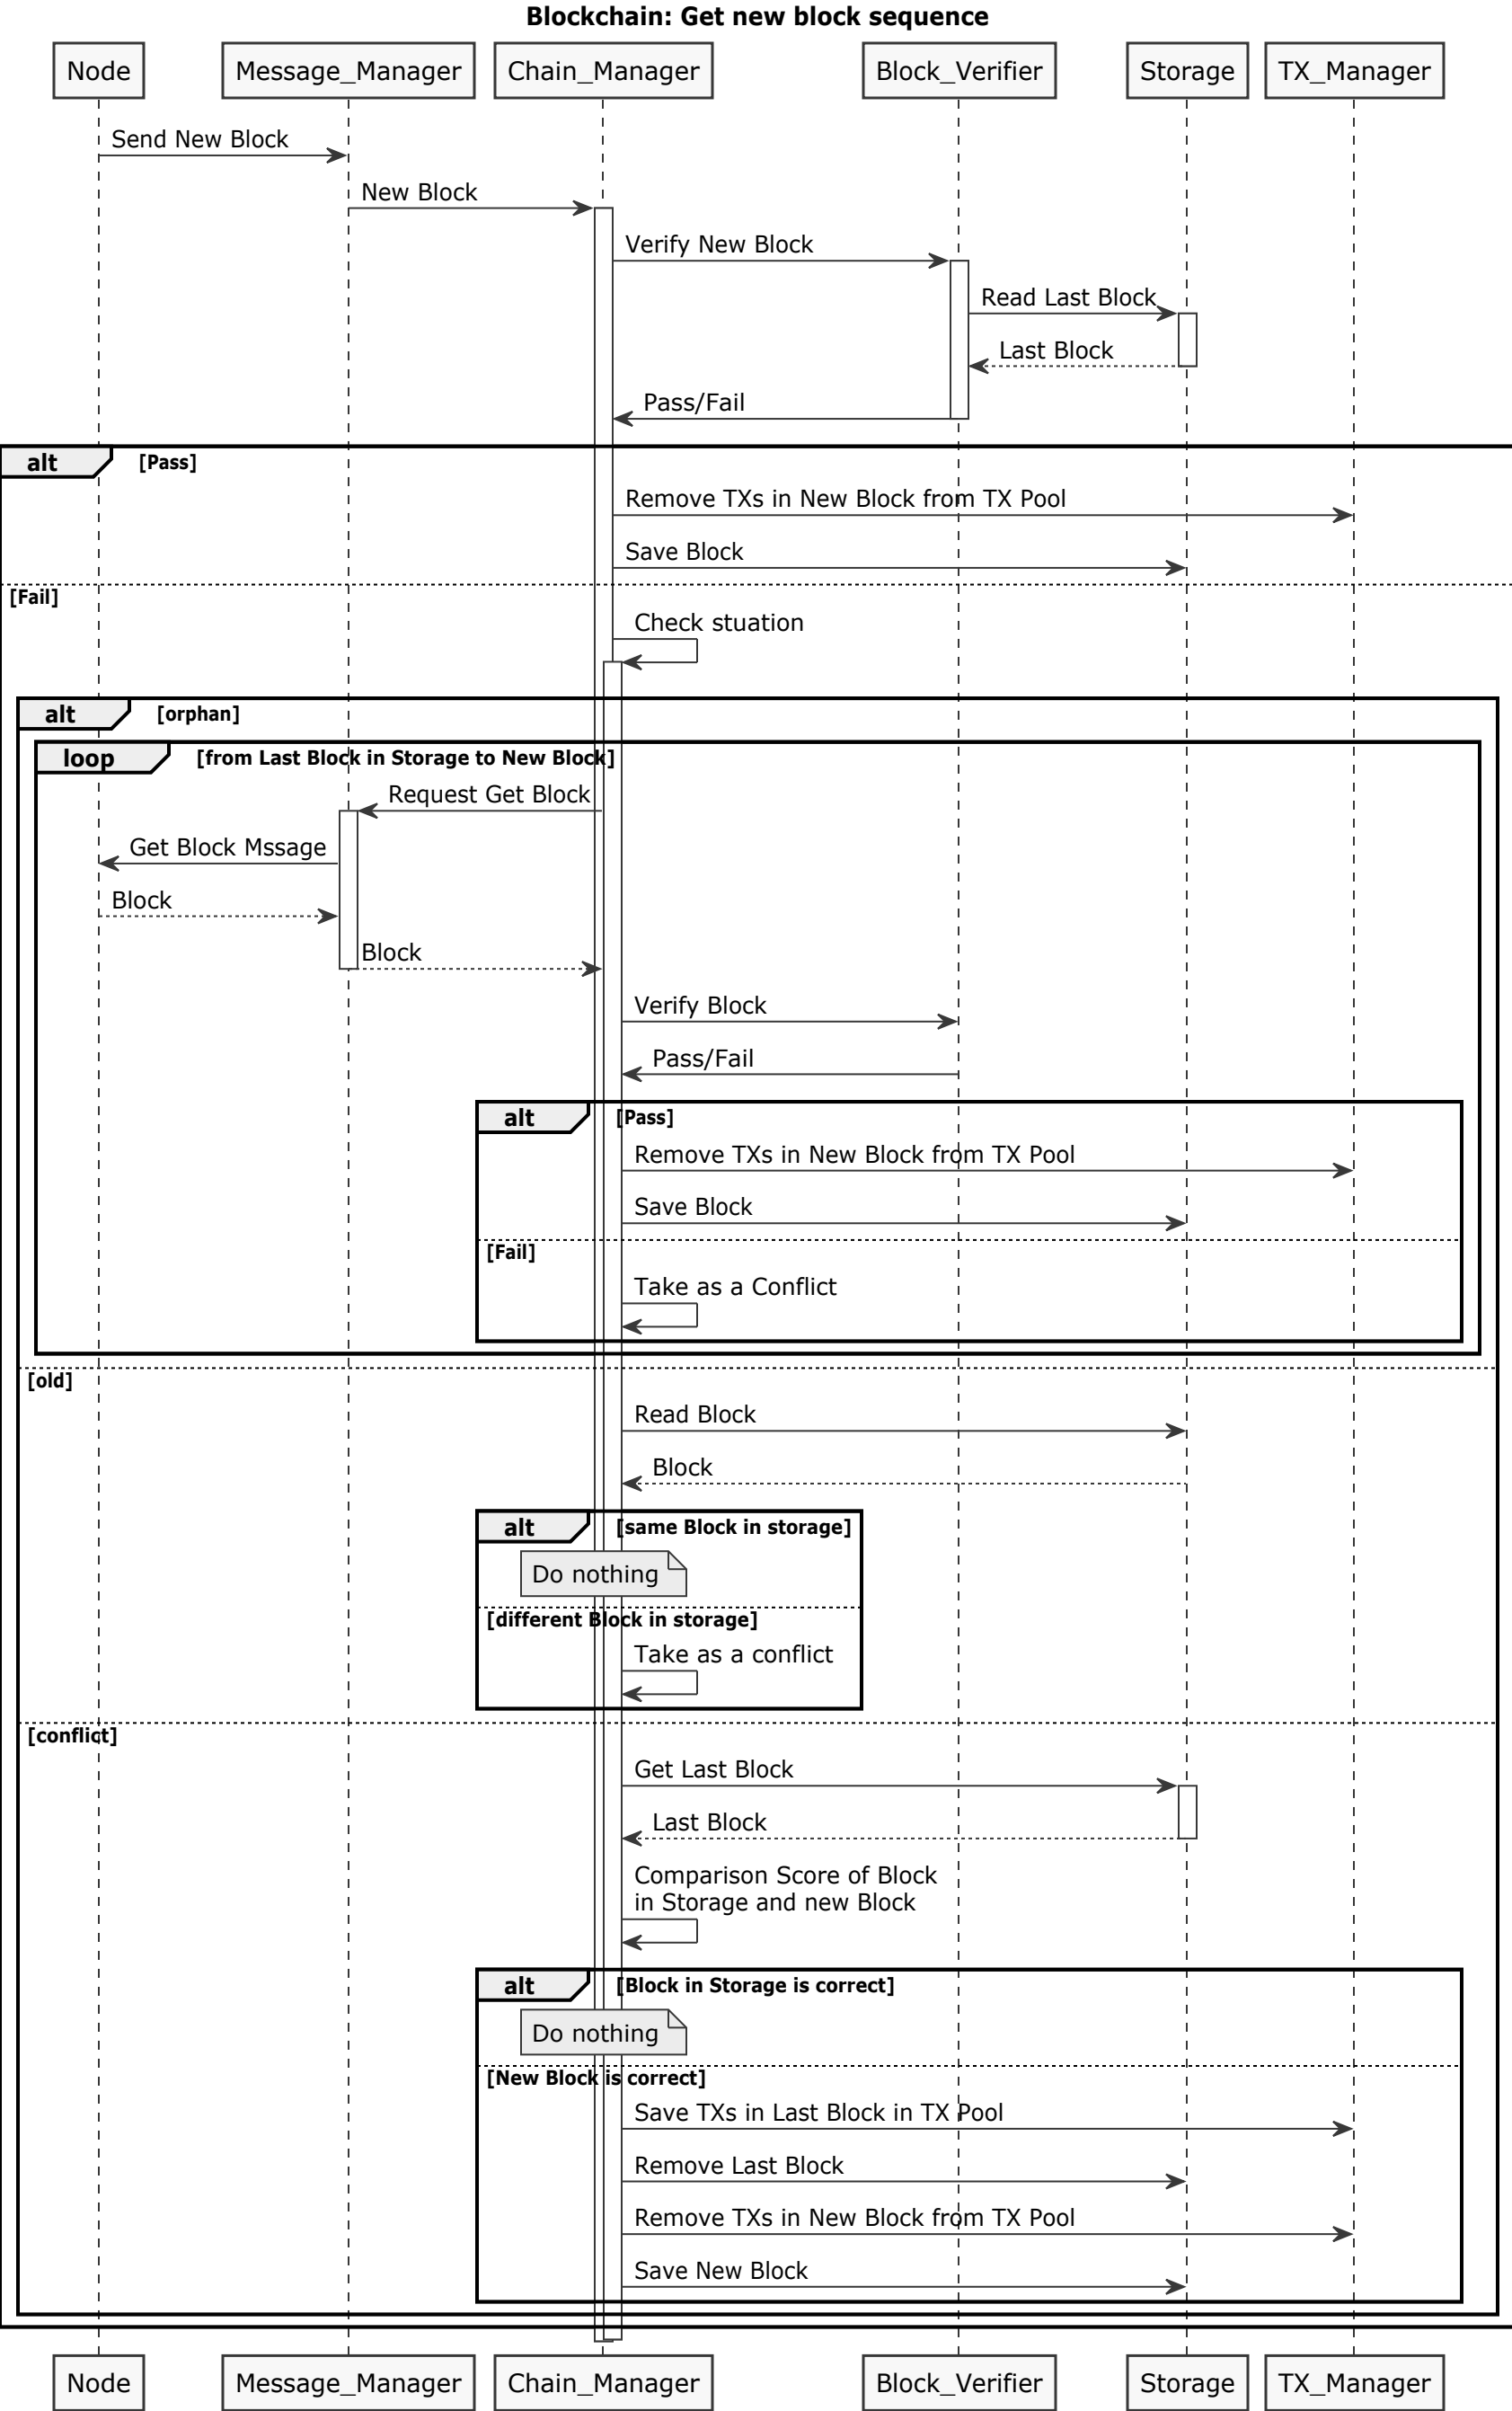 Blockchain: Get new block sequence
Node
Message_Manager
Chain_Manager
Block_Verifier
Storage
TX_Manager
Send New Block
New Block
Verify New Block
Read Last Block
Last Block
Pass/Fail
alt
[Pass]
Remove TXs in New Block from TX Pool
Save Block
[Fail]
Check stuation
alt
[orphan]
loop
[from Last Block in Storage to New Block]
Request Get Block
Get Block Mssage
Block
Block
Verify Block
Pass/Fail
alt
[Pass]
Remove TXs in New Block from TX Pool
Save Block
[Fail]
Take as a Conflict
[old]
Read Block
Block
alt
[same Block in storage]
Do nothing
[different Block in storage]
Take as a conflict
[conflict]
Get Last Block
Last Block
Comparison Score of Block
in Storage and new Block
alt
[Block in Storage is correct]
Do nothing
[New Block is correct]
Save TXs in Last Block in TX Pool
Remove Last Block
Remove TXs in New Block from TX Pool
Save New Block
Node
Message_Manager
Chain_Manager
Block_Verifier
Storage
TX_Manager